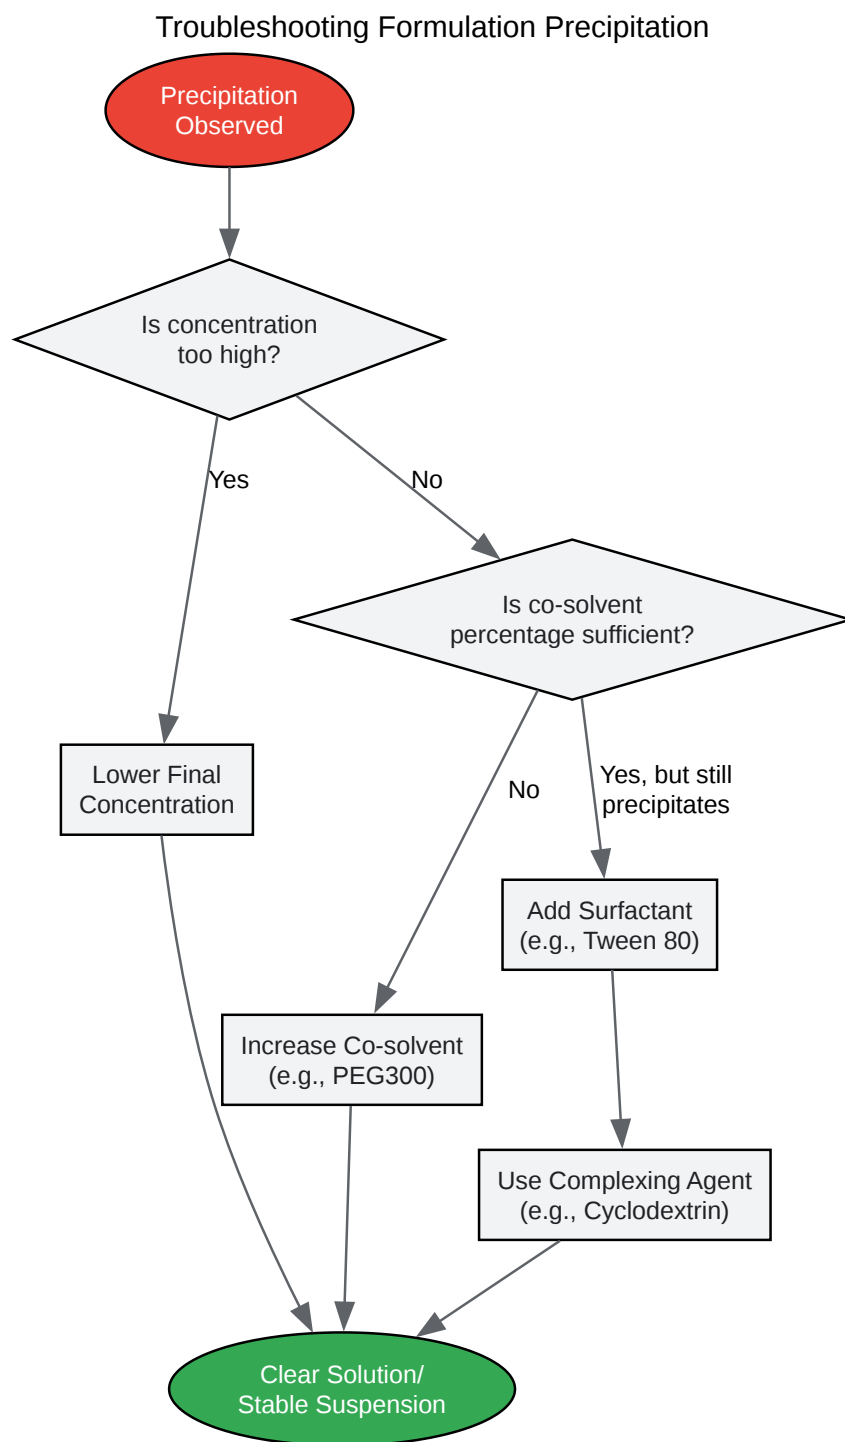 Troubleshooting Formulation Precipitation
Precipitation
Observed
Is concentration
too high?
Yes
No
Is co-solvent
percentage sufficient?
Lower Final
Concentration
No
Yes, but still
precipitates
Add Surfactant
(e.g., Tween 80)
Increase Co-solvent
(e.g., PEG300)
Use Complexing Agent
(e.g., Cyclodextrin)
Clear Solution/
Stable Suspension